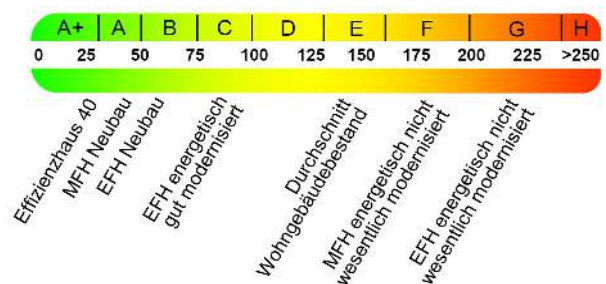 A+ A B C D E F G H
0 25 50 75 100 125 150 175 200 225 >250
Effizienzhaus 40
MFH Neubau
EFH Neubau
EFH energetisch
gut modernisiert
Durchschnitt
Wohngebäudebestand
MFH energetisch nicht
wesentlich modernisiert
EFH energetisch nicht
wesentlich modernisiert